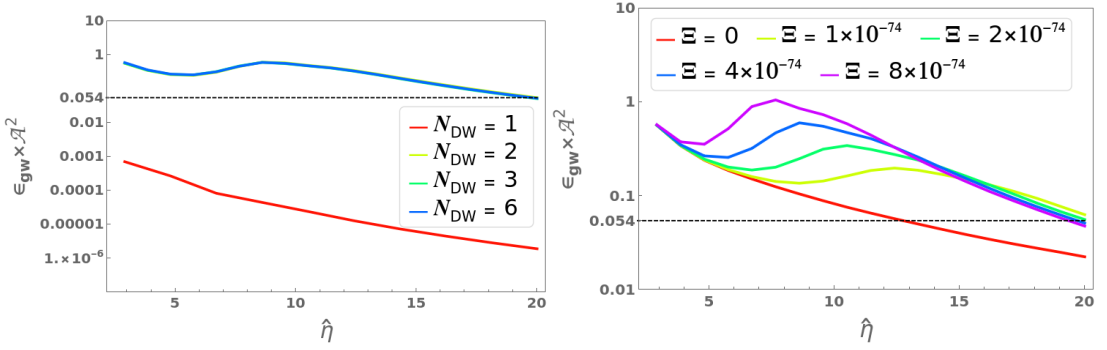 10
1
0.054
0.01
0.001
0.0001
0.00001
1.×10⁻⁶
5
10
15
20
ϵgw×𝒜²
η̂
N_DW = 1
N_DW = 2
N_DW = 3
N_DW = 6
10
1
0.1
0.054
0.01
5
10
15
20
ϵgw×𝒜²
η̂
Ξ = 0 Ξ = 1×10⁻⁷⁴ Ξ = 2×10⁻⁷⁴
Ξ = 4×10⁻⁷⁴ Ξ = 8×10⁻⁷⁴